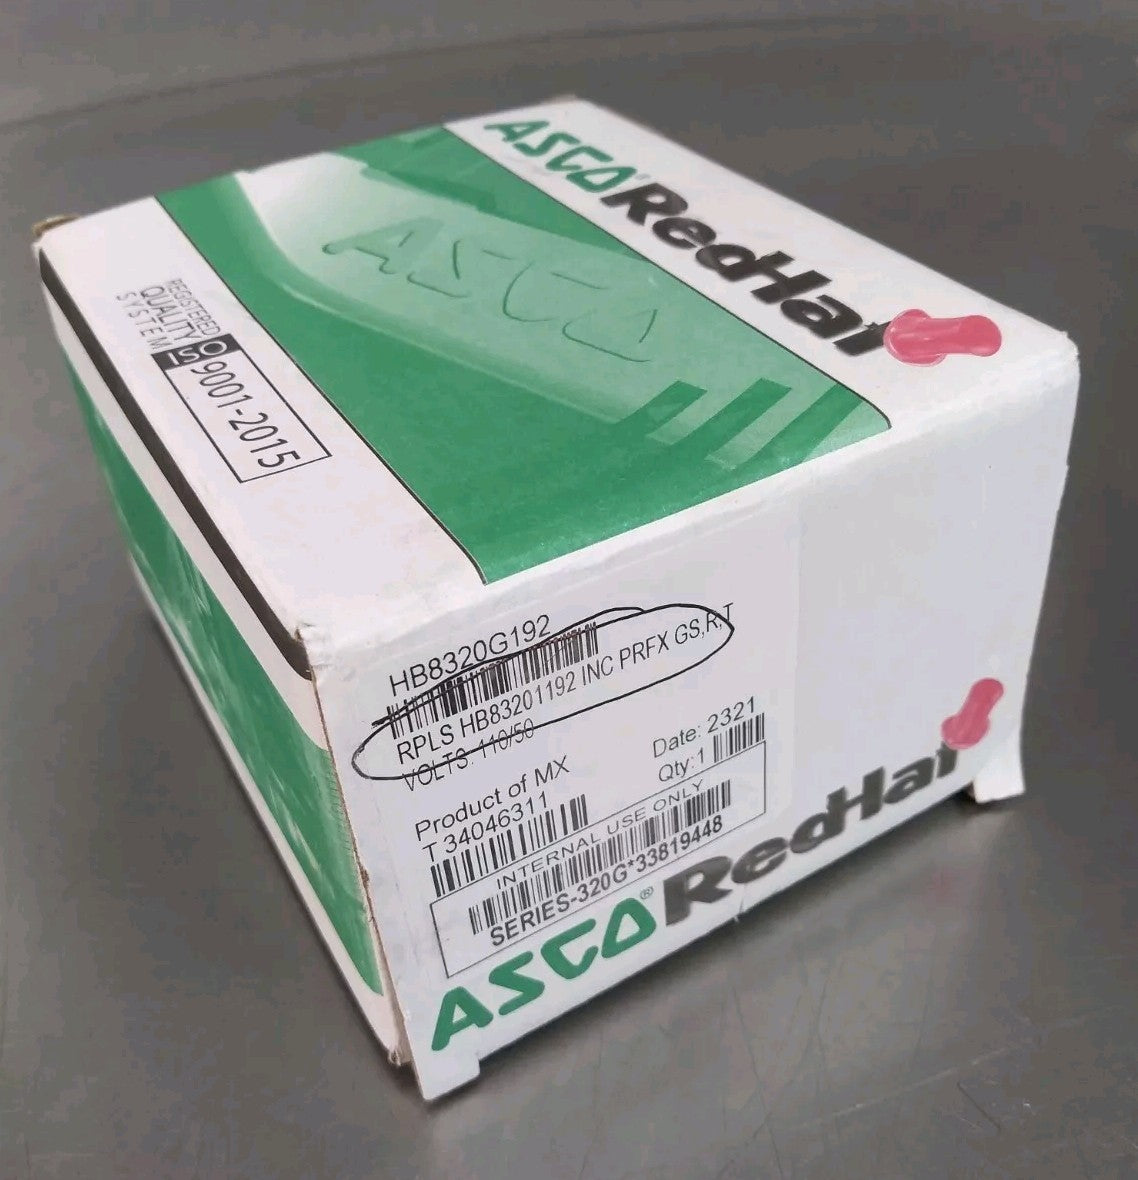 ASCO® RedHat
ASCO
REGISTERED
QUALITY
SYSTEM
ISO 9001-2015
HB8320G192
RPLS HB83201192 INC PRFX GS,R,T
VOLTS: 110/50
Product of MX
Date: 2321
T 34046311
Qty:1
INTERNAL USE ONLY
SERIES-320G*33819448
ASCO® RedHat